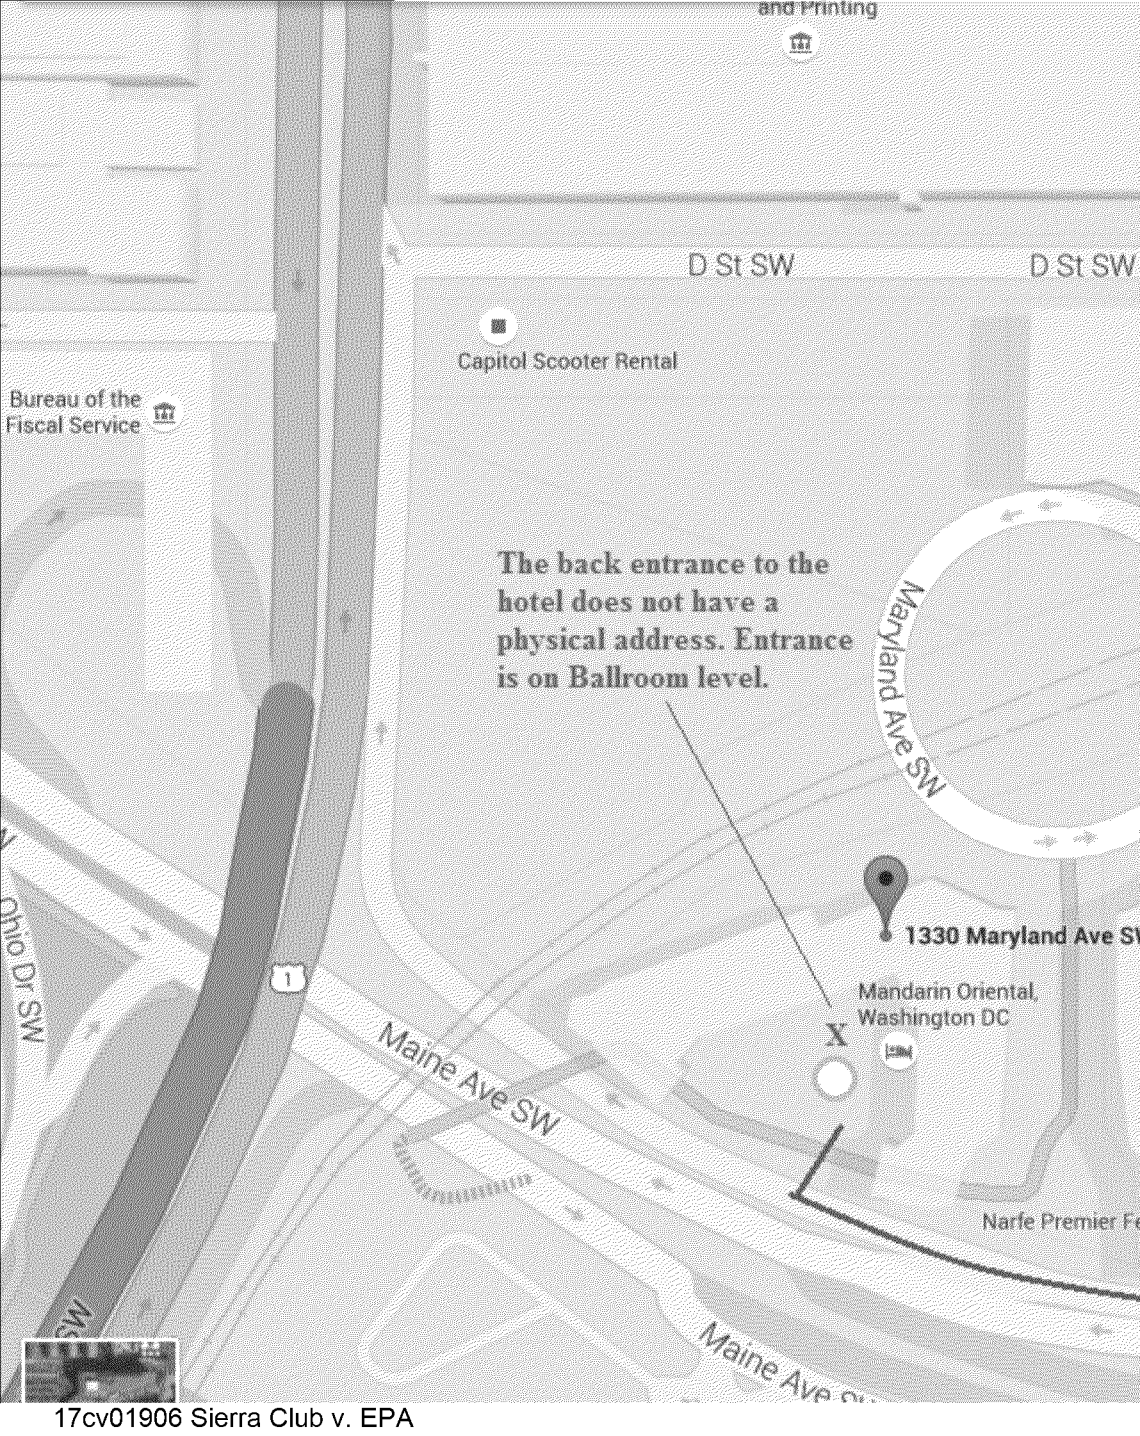 and Printing
D St SW
D St SW
Capitol Scooter Rental
Bureau of the
Fiscal Service
The back entrance to the
hotel does not have a
physical address. Entrance
is on Ballroom level.
Maryland Ave SW
1330 Maryland Ave SW
Mandarin Oriental,
Washington DC
X
Ohio Dr SW
1
Maine Ave SW
Narfe Premier Fe
SW
Maine Ave SW
17cv01906 Sierra Club v. EPA